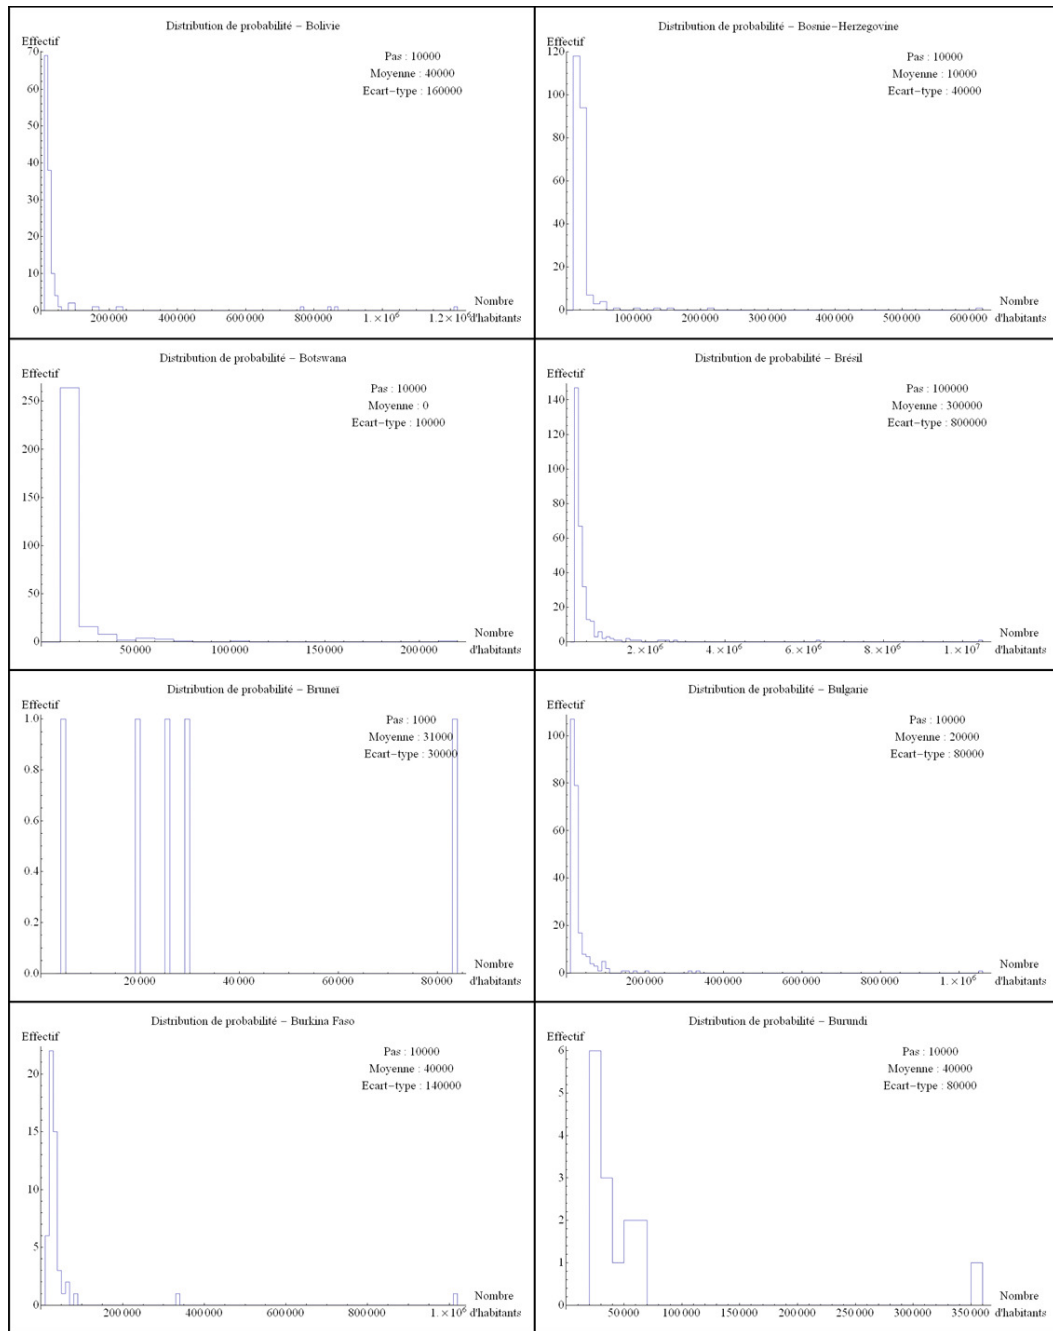 Distribution de probabilité − Bolivie
Effectif
70
60
50
40
30
20
10
0
Pas : 10000
Moyenne : 40000
Ecart−type : 160000
200000 400000 600000 800000 1.×10⁶ 1.2×10⁶
Nombre
d'habitants
Distribution de probabilité − Bosnie−Herzegovine
Effectif
120
100
80
60
40
20
0
Pas : 10000
Moyenne : 10000
Ecart−type : 40000
100000 200000 300000 400000 500000 600000
Nombre
d'habitants
Distribution de probabilité − Botswana
Effectif
250
200
150
100
50
0
Pas : 10000
Moyenne : 0
Ecart−type : 10000
50000 100000 150000 200000
Nombre
d'habitants
Distribution de probabilité − Brésil
Effectif
140
120
100
80
60
40
20
0
Pas : 100000
Moyenne : 300000
Ecart−type : 800000
2.×10⁶ 4.×10⁶ 6.×10⁶ 8.×10⁶ 1.×10⁷
Nombre
d'habitants
Distribution de probabilité − Bruneï
Effectif
1.0
0.8
0.6
0.4
0.2
0.0
Pas : 1000
Moyenne : 31000
Ecart−type : 30000
20000 40000 60000 80000
Nombre
d'habitants
Distribution de probabilité − Bulgarie
Effectif
100
80
60
40
20
0
Pas : 10000
Moyenne : 20000
Ecart−type : 80000
200000 400000 600000 800000 1.×10⁶
Nombre
d'habitants
Distribution de probabilité − Burkina Faso
Effectif
20
15
10
5
0
Pas : 10000
Moyenne : 40000
Ecart−type : 140000
200000 400000 600000 800000 1.×10⁶
Nombre
d'habitants
Distribution de probabilité − Burundi
Effectif
6
5
4
3
2
1
0
Pas : 10000
Moyenne : 40000
Ecart−type : 80000
50000 100000 150000 200000 250000 300000 350000
Nombre
d'habitants